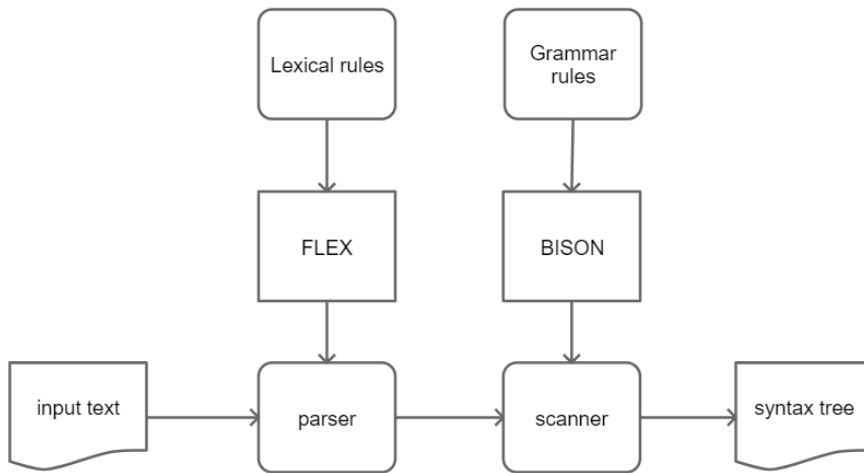 Lexical rules
Grammar
rules
FLEX
BISON
input text
parser
scanner
syntax tree